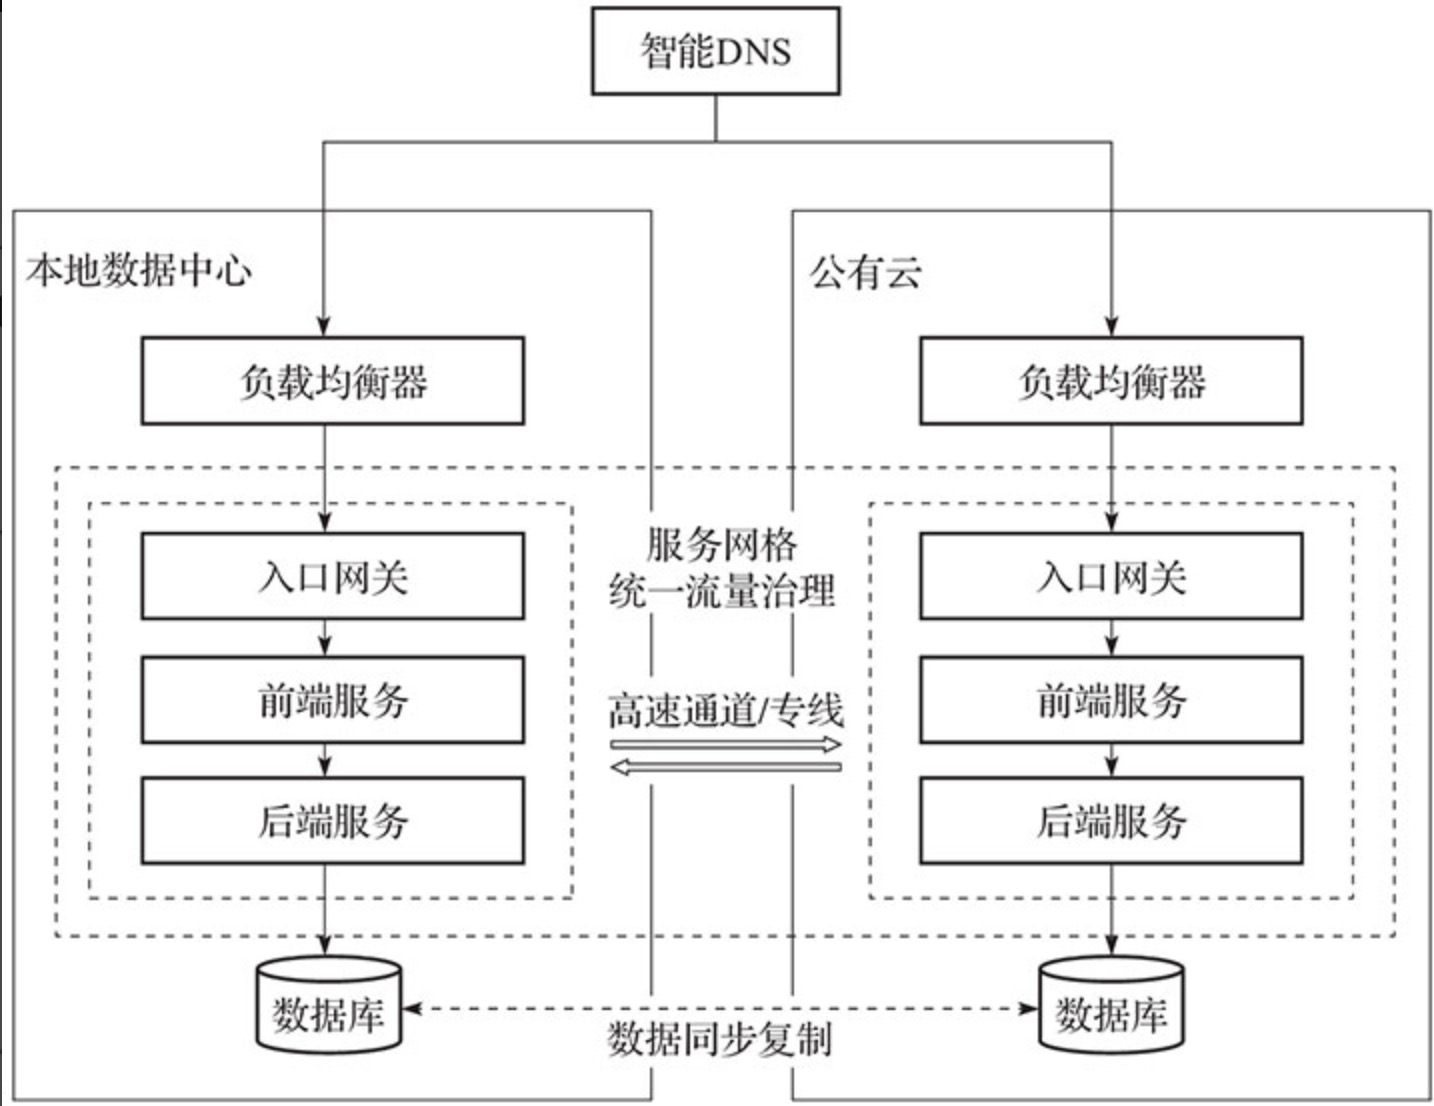 智能DNS
本地数据中心
公有云
负载均衡器
负载均衡器
服务网格
统一流量治理
入口网关
入口网关
前端服务
前端服务
高速通道/专线
后端服务
后端服务
数据库
数据库
数据同步复制